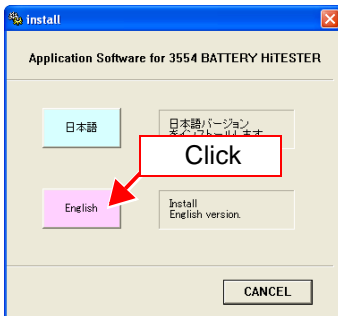 install
Application Software for 3554 BATTERY HiTESTER
日本語
日本語バージョン
をインストールします
Click
English
Install
English version.
CANCEL